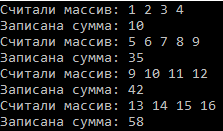 Считали массив: 1 2 3 4
Записана сумма: 10
Считали массив: 5 6 7 8 9
Записана сумма: 35
Считали массив: 9 10 11 12
Записана сумма: 42
Считали массив: 13 14 15 16
Записана сумма: 58